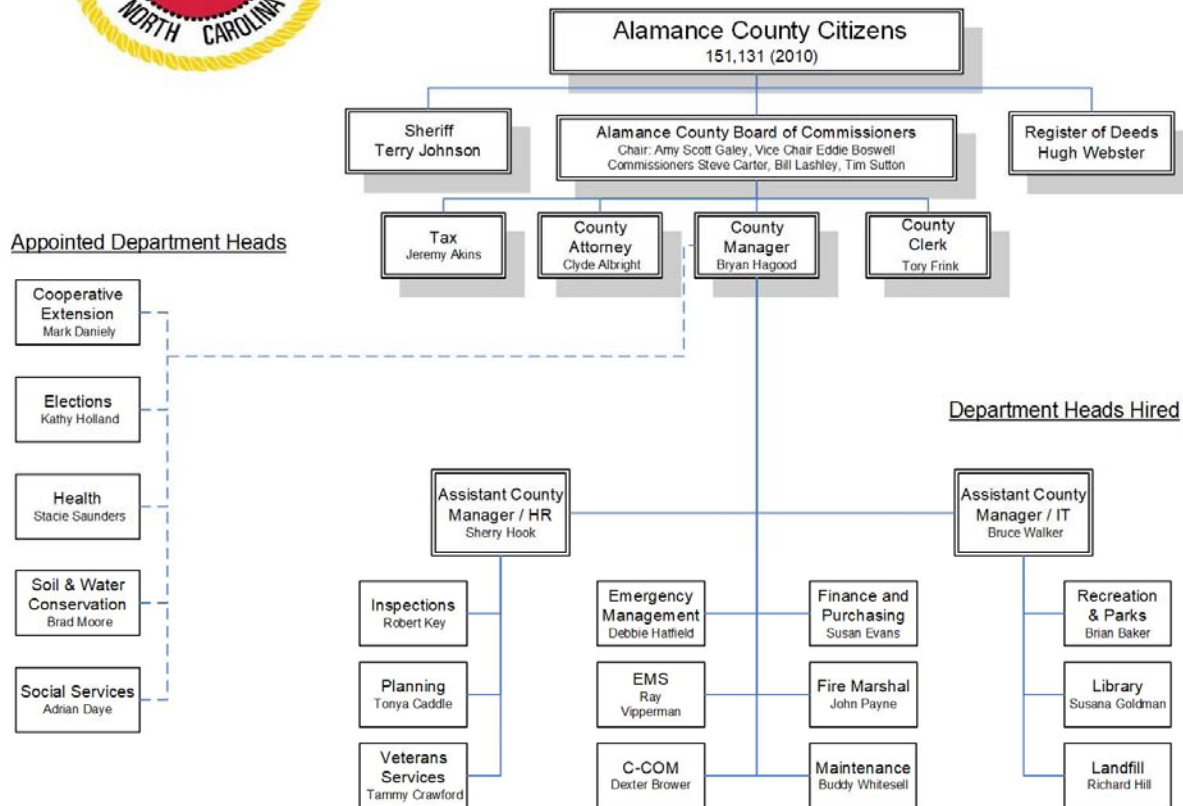 NORTH CAROLINA
Alamance County Citizens
151,131 (2010)
Sheriff
Terry Johnson
Alamance County Board of Commissioners
Chair: Amy Scott Galey, Vice Chair Eddie Boswell
Commissioners Steve Carter, Bill Lashley, Tim Sutton
Register of Deeds
Hugh Webster
Tax
Jeremy Akins
County
Attorney
Clyde Albright
County
Manager
Bryan Hagood
County
Clerk
Tory Frink
Appointed Department Heads
Cooperative
Extension
Mark Daniely
Elections
Kathy Holland
Health
Stacie Saunders
Soil & Water
Conservation
Brad Moore
Social Services
Adrian Daye
Department Heads Hired
Assistant County
Manager / HR
Sherry Hook
Assistant County
Manager / IT
Bruce Walker
Inspections
Robert Key
Planning
Tonya Caddle
Veterans
Services
Tammy Crawford
Emergency
Management
Debbie Hatfield
EMS
Ray
Vipperman
C-COM
Dexter Brower
Finance and
Purchasing
Susan Evans
Fire Marshal
John Payne
Maintenance
Buddy Whitesell
Recreation
& Parks
Brian Baker
Library
Susana Goldman
Landfill
Richard Hill